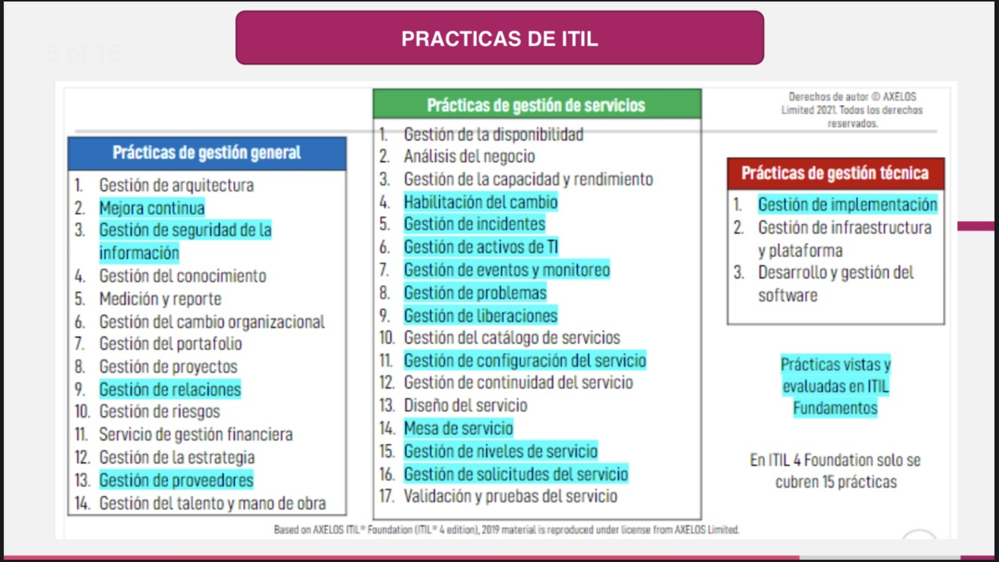 PRACTICAS DE ITIL
5 of 15
Derechos de autor © AXELOS
Limited 2021. Todos los derechos
reservados.
Prácticas de gestión general
1. Gestión de arquitectura
2. Mejora continua
3. Gestión de seguridad de la
información
4. Gestión del conocimiento
5. Medición y reporte
6. Gestión del cambio organizacional
7. Gestión del portafolio
8. Gestión de proyectos
9. Gestión de relaciones
10. Gestión de riesgos
11. Servicio de gestión financiera
12. Gestión de la estrategia
13. Gestión de proveedores
14. Gestión del talento y mano de obra
Prácticas de gestión de servicios
1. Gestión de la disponibilidad
2. Análisis del negocio
3. Gestión de la capacidad y rendimiento
4. Habilitación del cambio
5. Gestión de incidentes
6. Gestión de activos de TI
7. Gestión de eventos y monitoreo
8. Gestión de problemas
9. Gestión de liberaciones
10. Gestión del catálogo de servicios
11. Gestión de configuración del servicio
12. Gestión de continuidad del servicio
13. Diseño del servicio
14. Mesa de servicio
15. Gestión de niveles de servicio
16. Gestión de solicitudes del servicio
17. Validación y pruebas del servicio
Prácticas de gestión técnica
1. Gestión de implementación
2. Gestión de infraestructura
y plataforma
3. Desarrollo y gestión del
software
Prácticas vistas y
evaluadas en ITIL
Fundamentos
En ITIL 4 Foundation solo se
cubren 15 prácticas
Based on AXELOS ITIL® Foundation (ITIL® 4 edition), 2019 material is reproduced under license from AXELOS Limited.